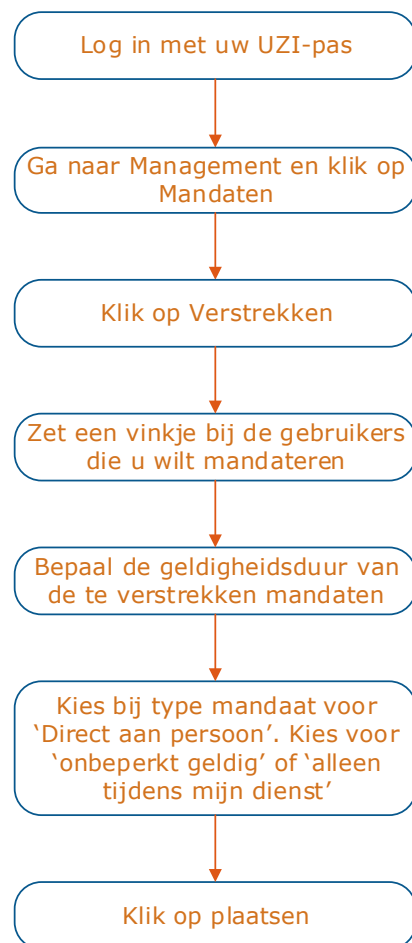 Log in met uw UZI-pas
Ga naar Management en klik op
Mandaten
Klik op Verstrekken
Zet een vinkje bij de gebruikers
die u wilt mandateren
Bepaal de geldigheidsduur van
de te verstrekken mandaten
Kies bij type mandaat voor
‘Direct aan persoon’. Kies voor
‘onbeperkt geldig’ of ‘alleen
tijdens mijn dienst’
Klik op plaatsen